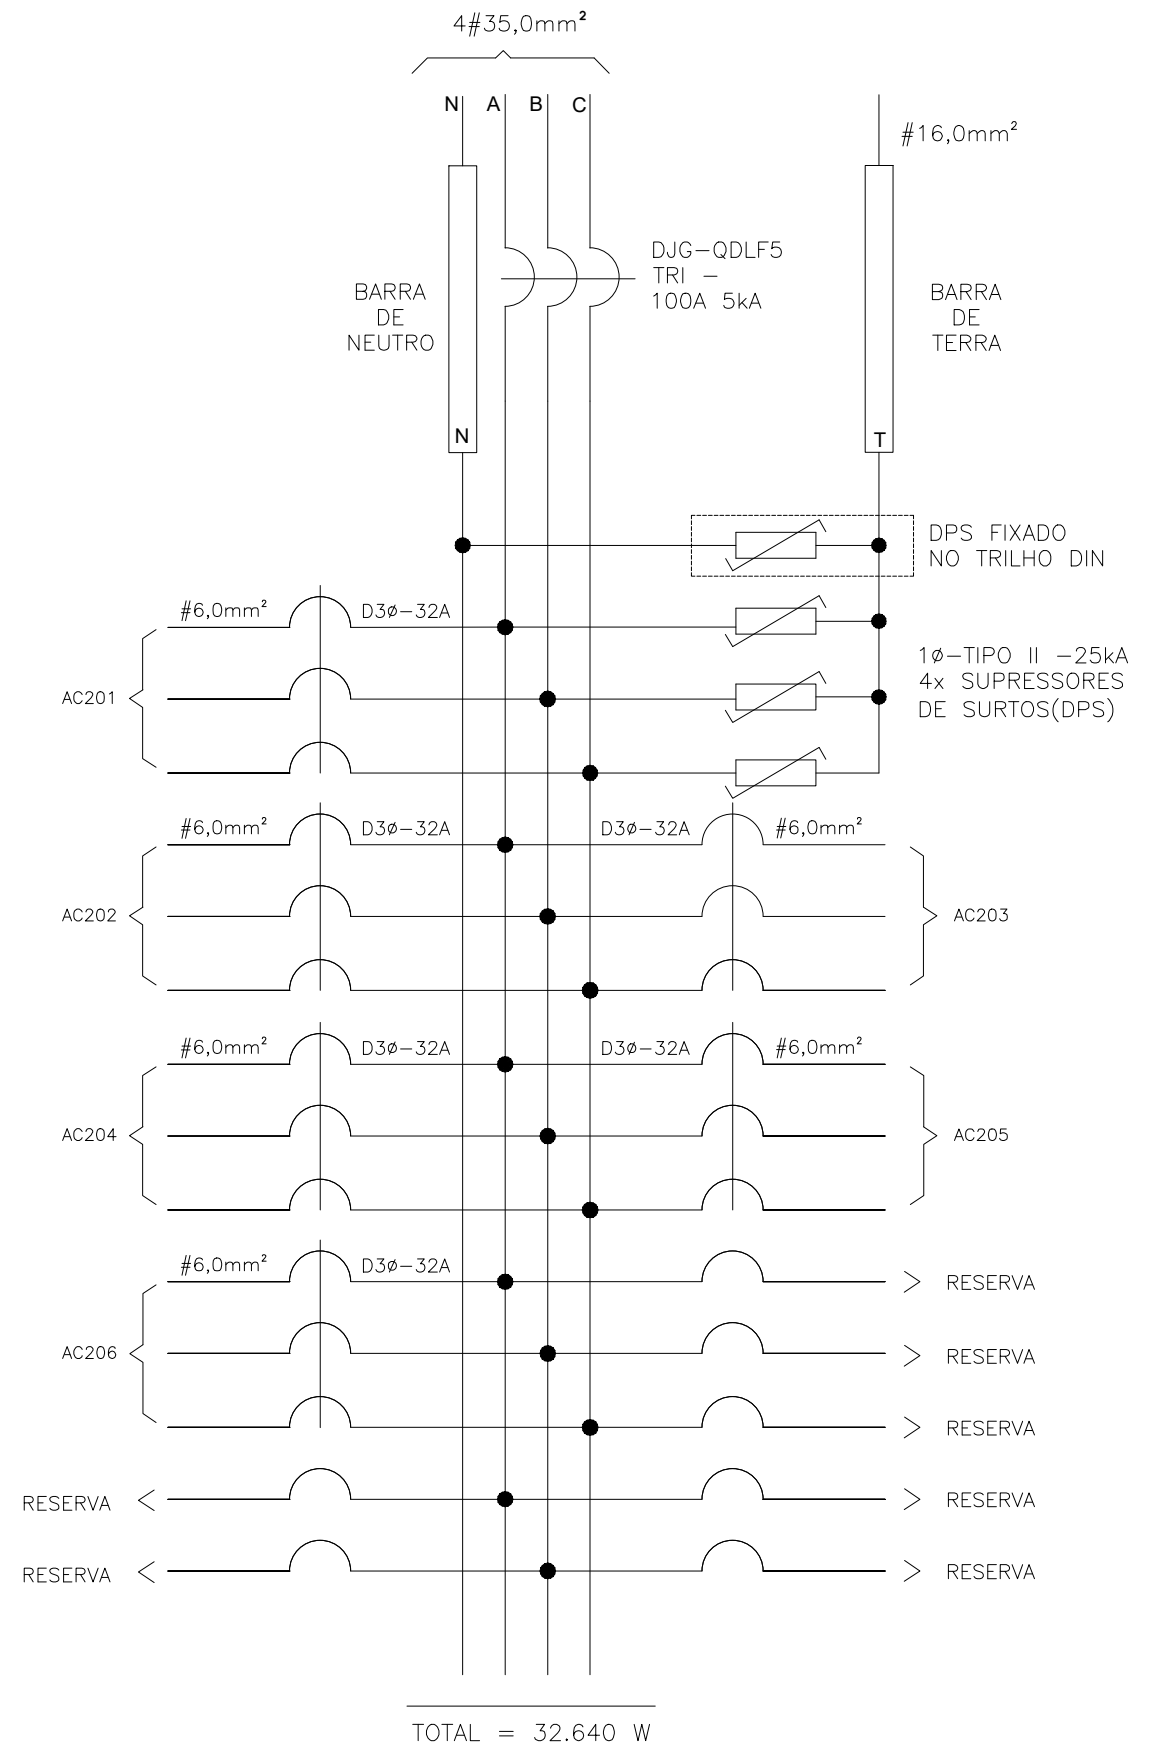 4#35,0mm²
N A B C
#16,0mm²
DJG-QDLF5
TRI -
100A 5kA
BARRA
DE
NEUTRO
BARRA
DE
TERRA
N
T
DPS FIXADO
NO TRILHO DIN
#6,0mm² D3ø-32A
AC201
1ø-TIPO II -25kA
4x SUPRESSORES
DE SURTOS(DPS)
#6,0mm² D3ø-32A D3ø-32A #6,0mm²
AC202 AC203
#6,0mm² D3ø-32A D3ø-32A #6,0mm²
AC204 AC205
#6,0mm² D3ø-32A
RESERVA
AC206
RESERVA
RESERVA
RESERVA RESERVA
RESERVA RESERVA
TOTAL = 32.640 W